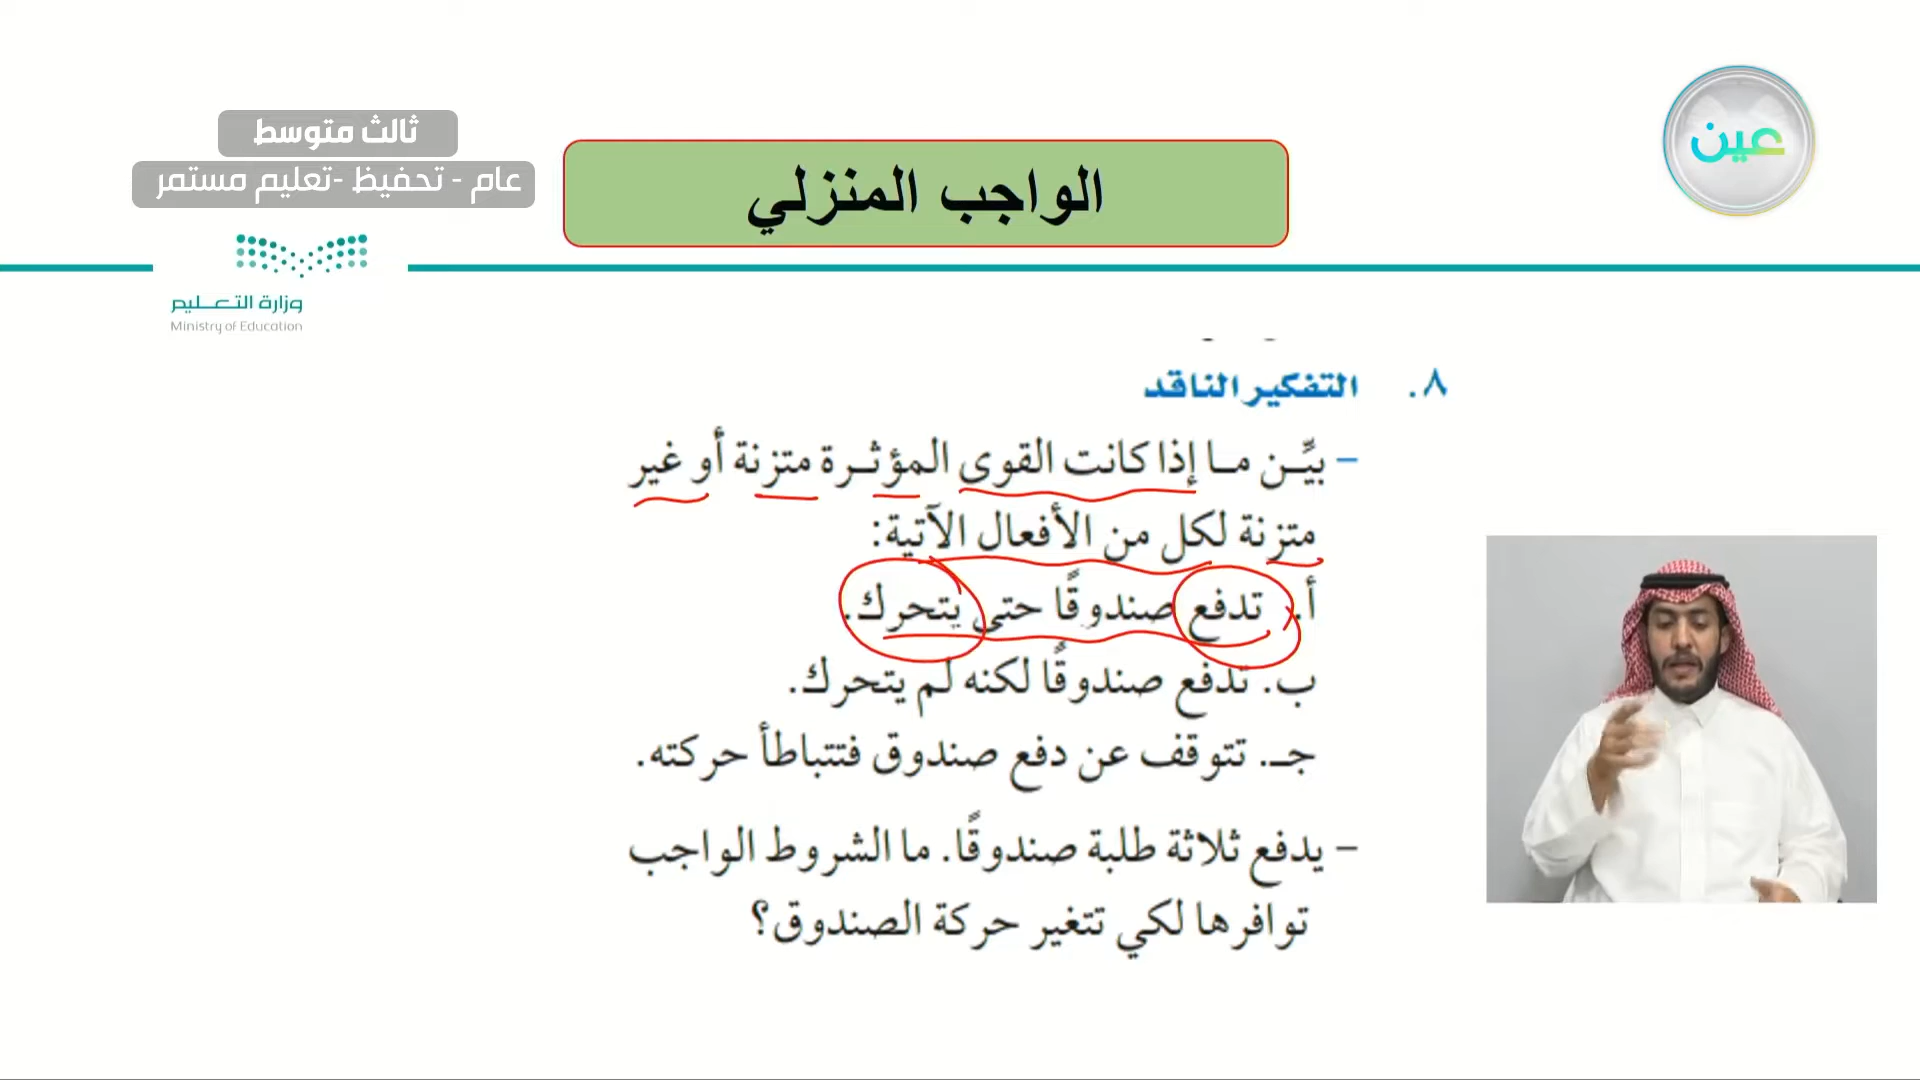 عين
ثالث متوسط
عام - تحفيظ -تعليم مستمر
الواجب المنزلي
وزارة التعليم
Ministry of Education
٨. التفكير الناقد
– بيِّن ما إذا كانت القوى المؤثرة متزنة أو غير
متزنة لكل من الأفعال الآتية:
أ. تدفع صندوقًا حتى يتحرك.
ب. تدفع صندوقًا لكنه لم يتحرك.
جـ. تتوقف عن دفع صندوق فتتباطأ حركته.
– يدفع ثلاثة طلبة صندوقًا. ما الشروط الواجب
توافرها لكي تتغير حركة الصندوق؟